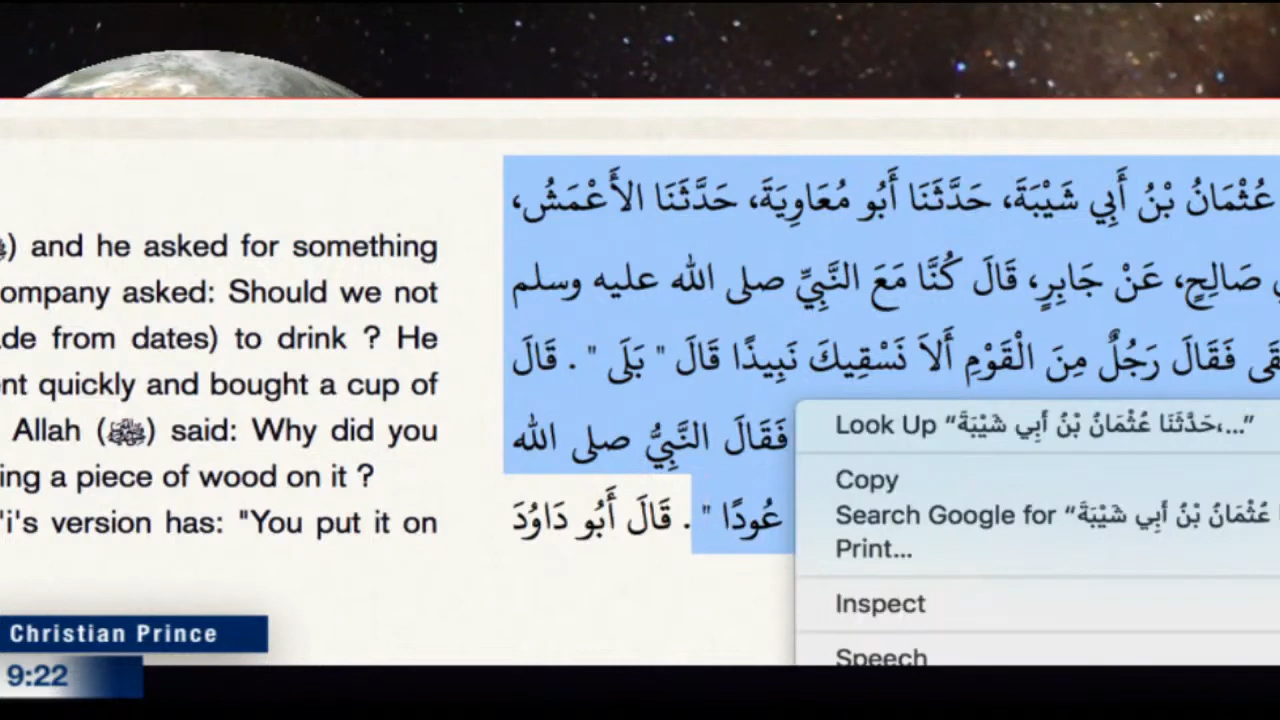 and he asked for something
ompany asked: Should we not
de from dates) to drink ? He
nt quickly and bought a cup of
Allah (ﷺ) said: Why did you
ing a piece of wood on it ?
'i's version has: "You put it on
عُثْمَانُ بْنُ أَبِي شَيْبَةَ، حَدَّثَنَا أَبُو مُعَاوِيَةَ، حَدَّثَنَا الأَعْمَشُ،
صَالِحٍ، عَنْ جَابِرٍ، قَالَ كُنَّا مَعَ النَّبِيِّ صلى الله عليه وسلم
فَقَالَ رَجُلٌ مِنَ الْقَوْمِ أَلاَ نَسْقِيكَ نَبِيذًا قَالَ " بَلَى " . قَالَ
فَقَالَ النَّبِيُّ صلى الله
عُودًا " . قَالَ أَبُو دَاوُدَ
Look Up “حَدَّثَنَا عُثْمَانُ بْنُ أَبِي شَيْبَةَ،...”
Copy
Search Google for “عُثْمَانُ بْنُ أَبِي شَيْبَةَ
Print...
Inspect
Speech
Christian Prince
9:22